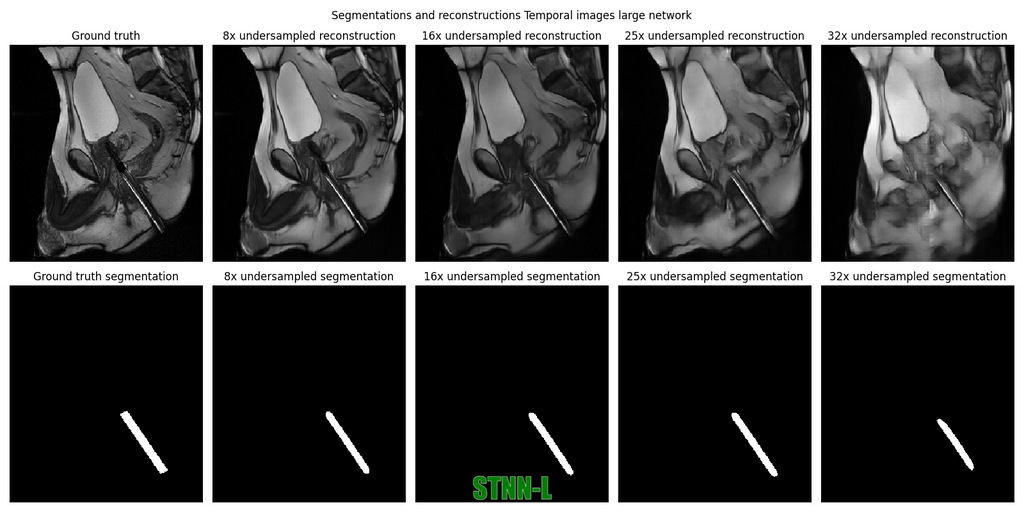 Segmentations and reconstructions Temporal images large network
Ground truth
8x undersampled reconstruction
16x undersampled reconstruction
25x undersampled reconstruction
32x undersampled reconstruction
Ground truth segmentation
8x undersampled segmentation
16x undersampled segmentation
25x undersampled segmentation
32x undersampled segmentation
STNN-L